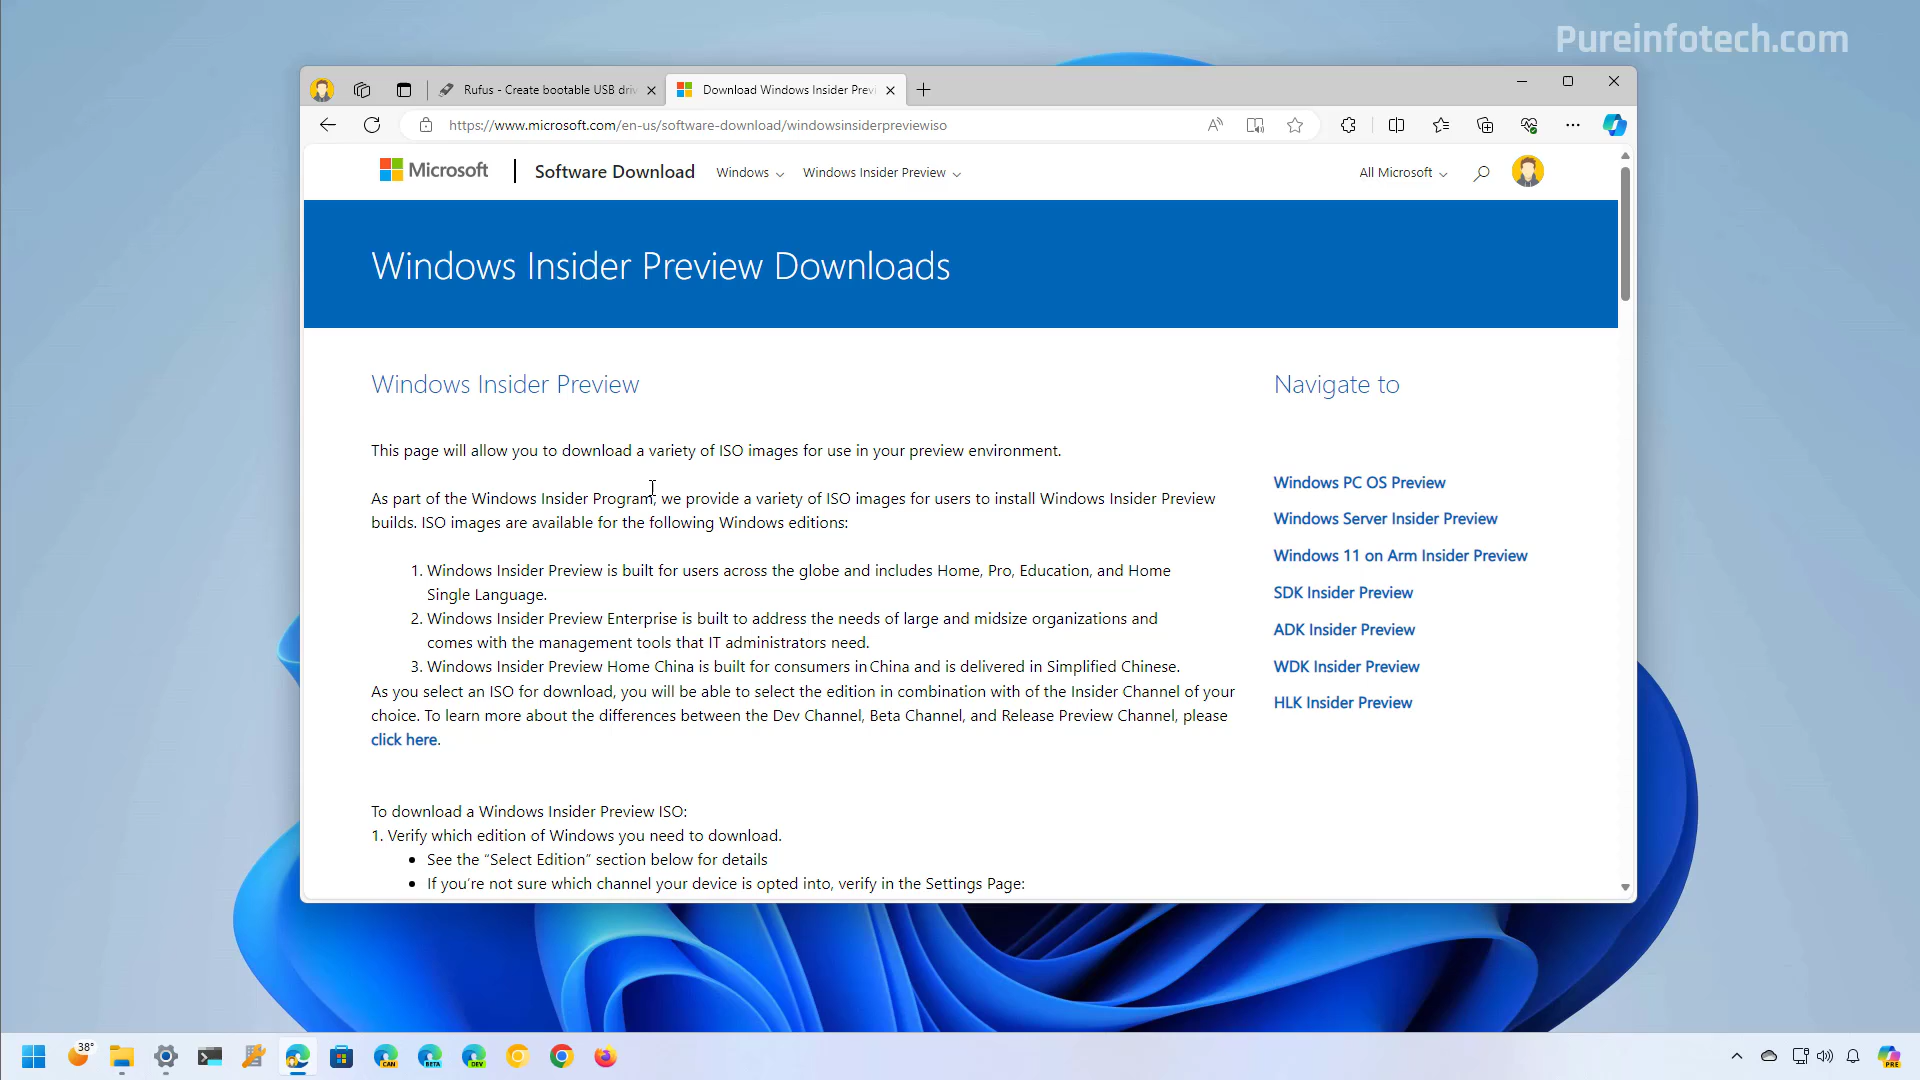 Pureinfotech.com
Rufus - Create bootable USB driv
Download Windows Insider Previ
https://www.microsoft.com/en-us/software-download/windowsinsiderpreviewiso
Microsoft Software Download Windows Windows Insider Preview All Microsoft
Windows Insider Preview Downloads
Windows Insider Preview
This page will allow you to download a variety of ISO images for use in your preview environment.
As part of the Windows Insider Program, we provide a variety of ISO images for users to install Windows Insider Preview
builds. ISO images are available for the following Windows editions:
1. Windows Insider Preview is built for users across the globe and includes Home, Pro, Education, and Home
Single Language.
2. Windows Insider Preview Enterprise is built to address the needs of large and midsize organizations and
comes with the management tools that IT administrators need.
3. Windows Insider Preview Home China is built for consumers in China and is delivered in Simplified Chinese.
As you select an ISO for download, you will be able to select the edition in combination with of the Insider Channel of your
choice. To learn more about the differences between the Dev Channel, Beta Channel, and Release Preview Channel, please
click here.
To download a Windows Insider Preview ISO:
1. Verify which edition of Windows you need to download.
• See the “Select Edition” section below for details
• If you’re not sure which channel your device is opted into, verify in the Settings Page:
Navigate to
Windows PC OS Preview
Windows Server Insider Preview
Windows 11 on Arm Insider Preview
SDK Insider Preview
ADK Insider Preview
WDK Insider Preview
HLK Insider Preview
38°
CAN
BETA
DEV
PRE